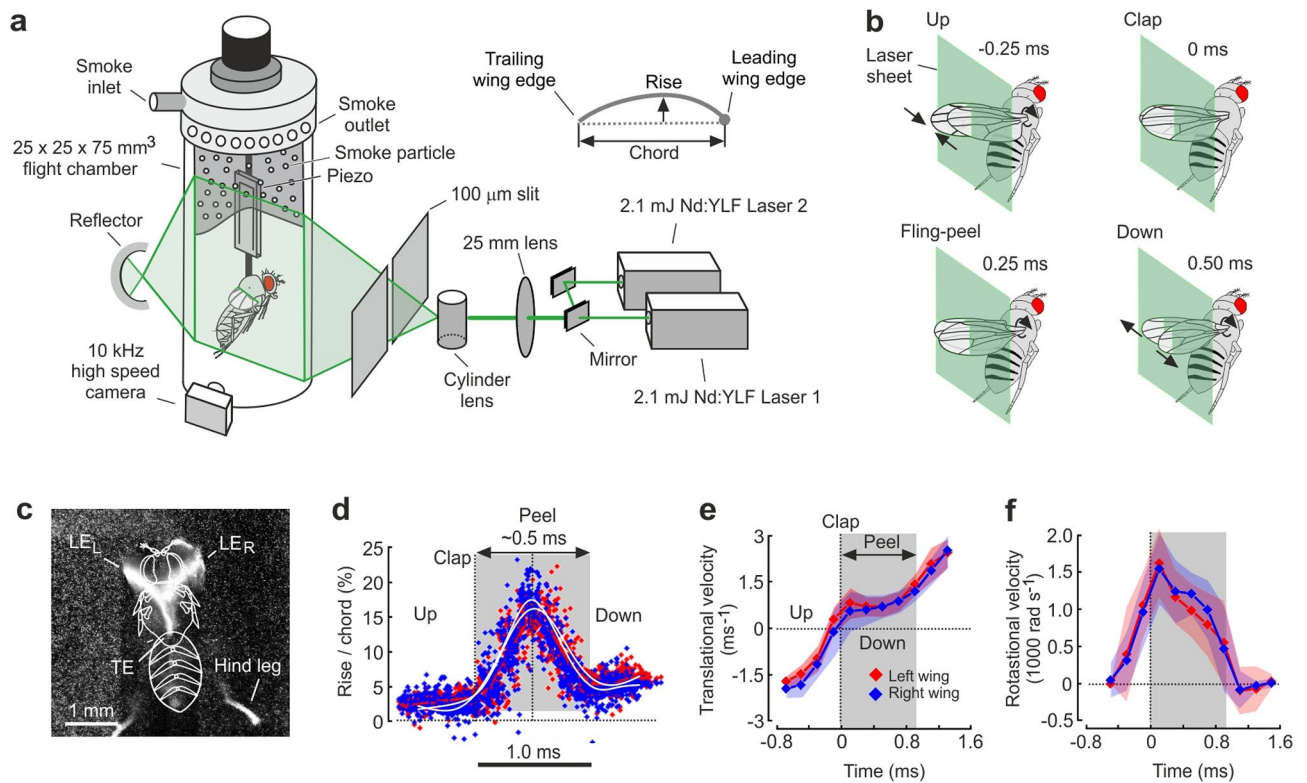 a
Smoke
inlet
25 x 25 x 75 mm3
flight chamber
Reflector
10 kHz
high speed
camera
Smoke
outlet
Smoke particle
Piezo
100 µm slit
25 mm lens
Cylinder
lens
Mirror
2.1 mJ Nd:YLF Laser 2
2.1 mJ Nd:YLF Laser 1
Trailing
wing edge
Rise
Leading
wing edge
Chord
b
Up
-0.25 ms
Laser
sheet
Clap
0 ms
Fling-peel
0.25 ms
Down
0.50 ms
c
LEL
LER
TE
Hind leg
1 mm
d
Peel
~0.5 ms
Clap
Up
Down
Rise / chord (%)
25
20
15
10
5
0
1.0 ms
e
Clap
Peel
Up
Down
Left wing
Right wing
Translational velocity
(ms-1)
3
1.5
0
-1.5
-3
-0.8
0
0.8
1.6
Time (ms)
f
Rotastional velocity
(1000 rad s-1)
2.0
1.5
1.0
0.5
0
-0.5
-0.8
0
0.8
1.6
Time (ms)